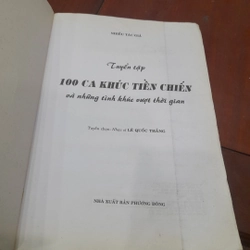 NHIỀU TÁC GIẢ
Tuyển tập
100 CA KHÚC TIỀN CHIẾN
và những tình khúc vượt thời gian
Tuyển chọn: Nhạc sĩ LÊ QUỐC THẮNG
NHÀ XUẤT BẢN PHƯƠNG ĐÔNG